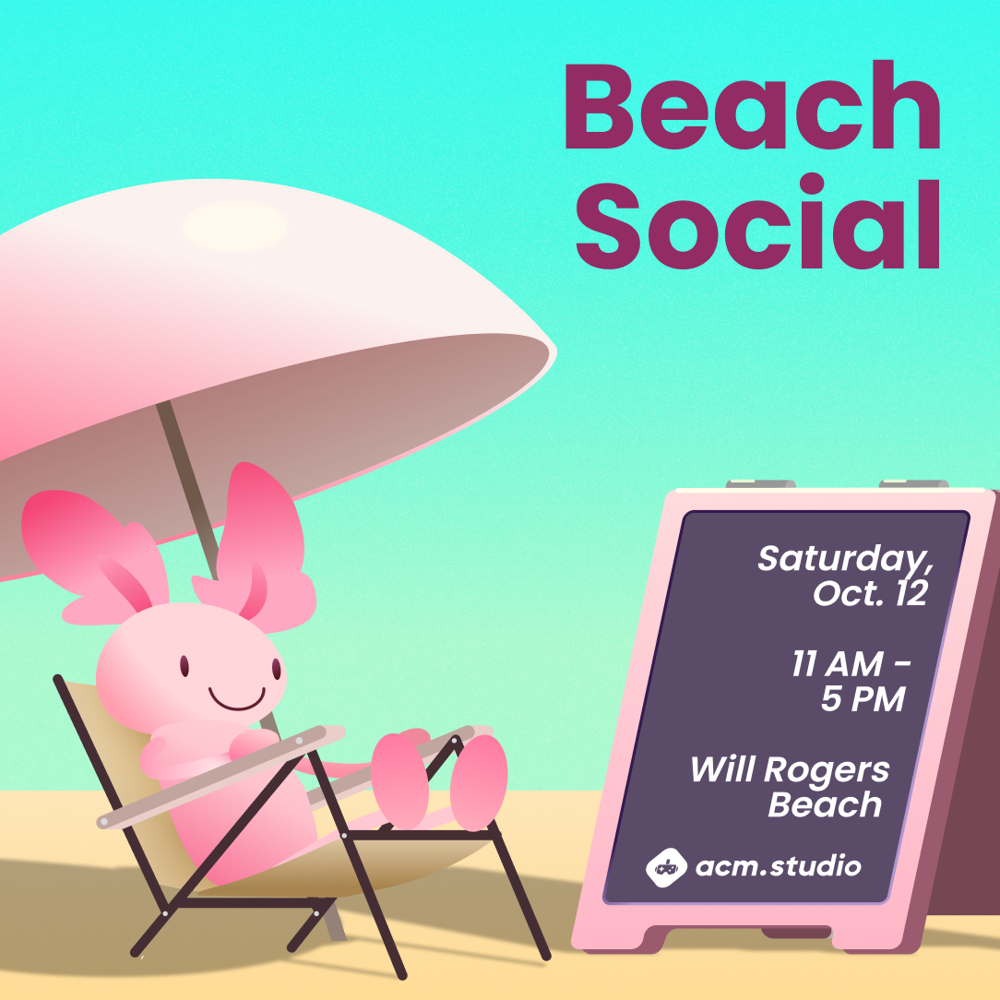 Beach
Social
Saturday,
Oct. 12
11 AM –
5 PM
Will Rogers
Beach
acm.studio